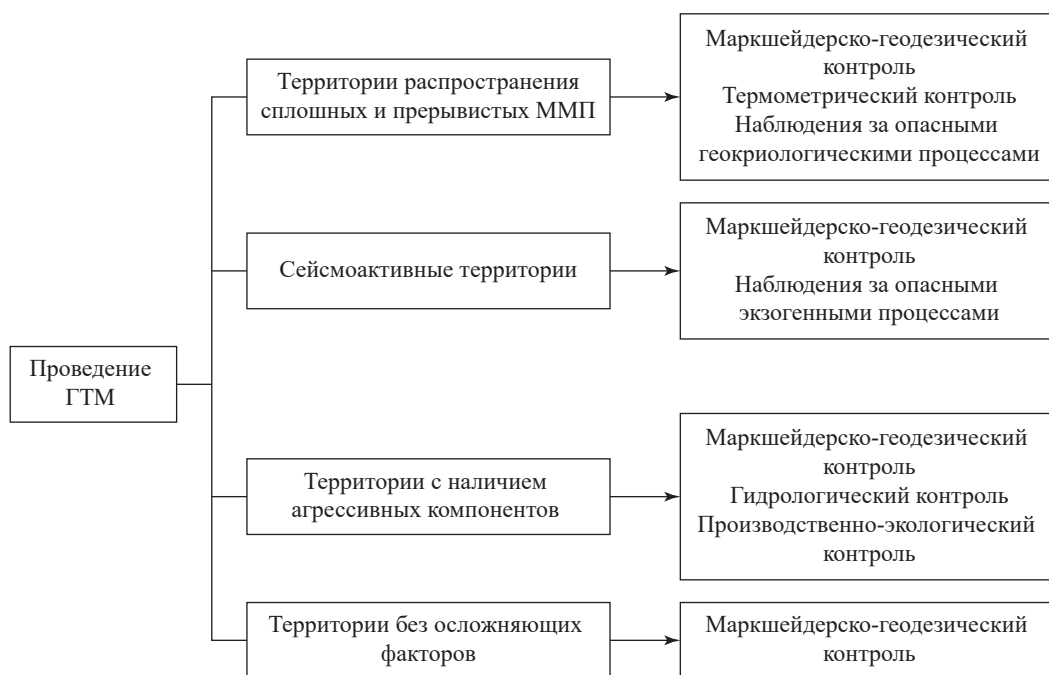 Проведение
ГТМ
Территории распространения
сплошных и прерывистых ММП
Маркшейдерско-геодезический
контроль
Термометрический контроль
Наблюдения за опасными
геокриологическими процессами
Сейсмоактивные территории
Маркшейдерско-геодезический
контроль
Наблюдения за опасными
экзогенными процессами
Территории с наличием
агрессивных компонентов
Маркшейдерско-геодезический
контроль
Гидрологический контроль
Производственно-экологический
контроль
Территории без осложняющих
факторов
Маркшейдерско-геодезический
контроль